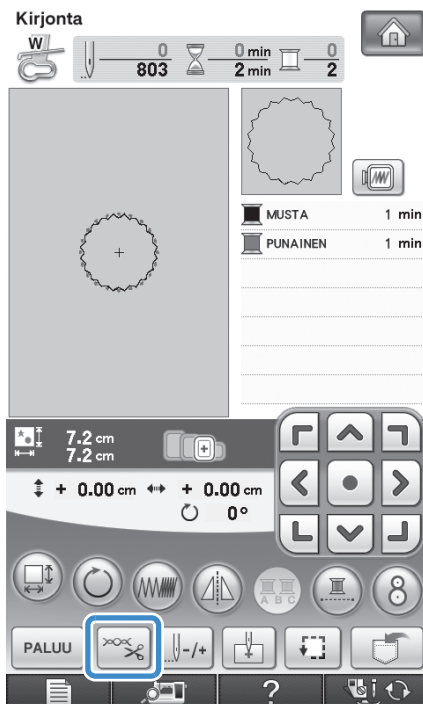 Kirjonta
W
0 0 min 0
803 2 min 2
MUSTA 1 min
PUNAINEN 1 min
7.2 cm
7.2 cm
+ 0.00 cm + 0.00 cm
0°
A B C
8
PALUU -/+
?